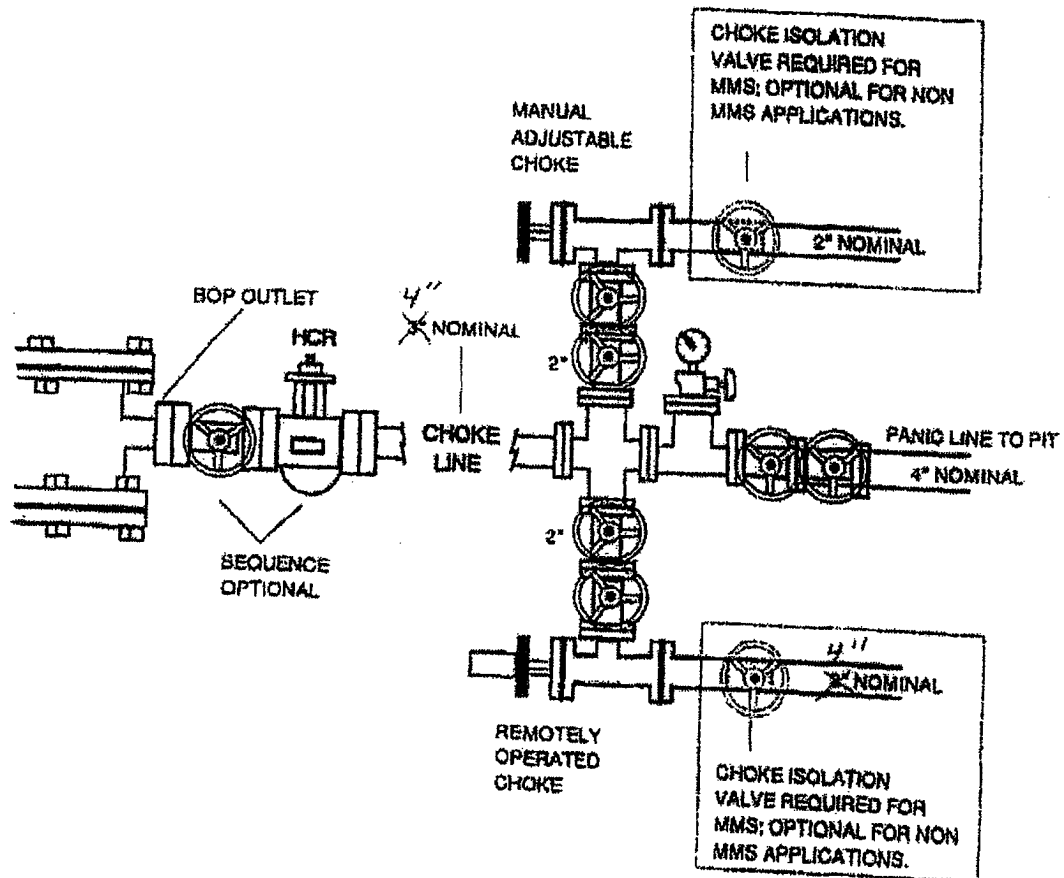 CHOKE ISOLATION
VALVE REQUIRED FOR
MMS; OPTIONAL FOR NON
MMS APPLICATIONS.
MANUAL
ADJUSTABLE
CHOKE
2" NOMINAL
BOP OUTLET
4"
3" NOMINAL
HCR
2"
CHOKE
LINE
PANIC LINE TO PIT
4" NOMINAL
2"
SEQUENCE
OPTIONAL
4"
2" NOMINAL
REMOTELY
OPERATED
CHOKE
CHOKE ISOLATION
VALVE REQUIRED FOR
MMS; OPTIONAL FOR NON
MMS APPLICATIONS.